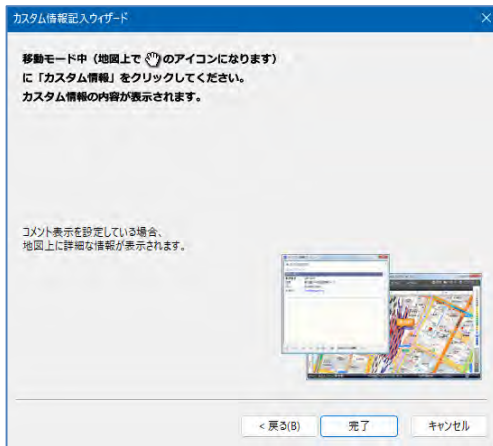 カスタム情報記入ウィザード
移動モード中（地図上で のアイコンになります）
に「カスタム情報」をクリックしてください。
カスタム情報の内容が表示されます。
コメント表示を設定している場合、
地図上に詳細な情報が表示されます。
< 戻る(B)
完了
キャンセル